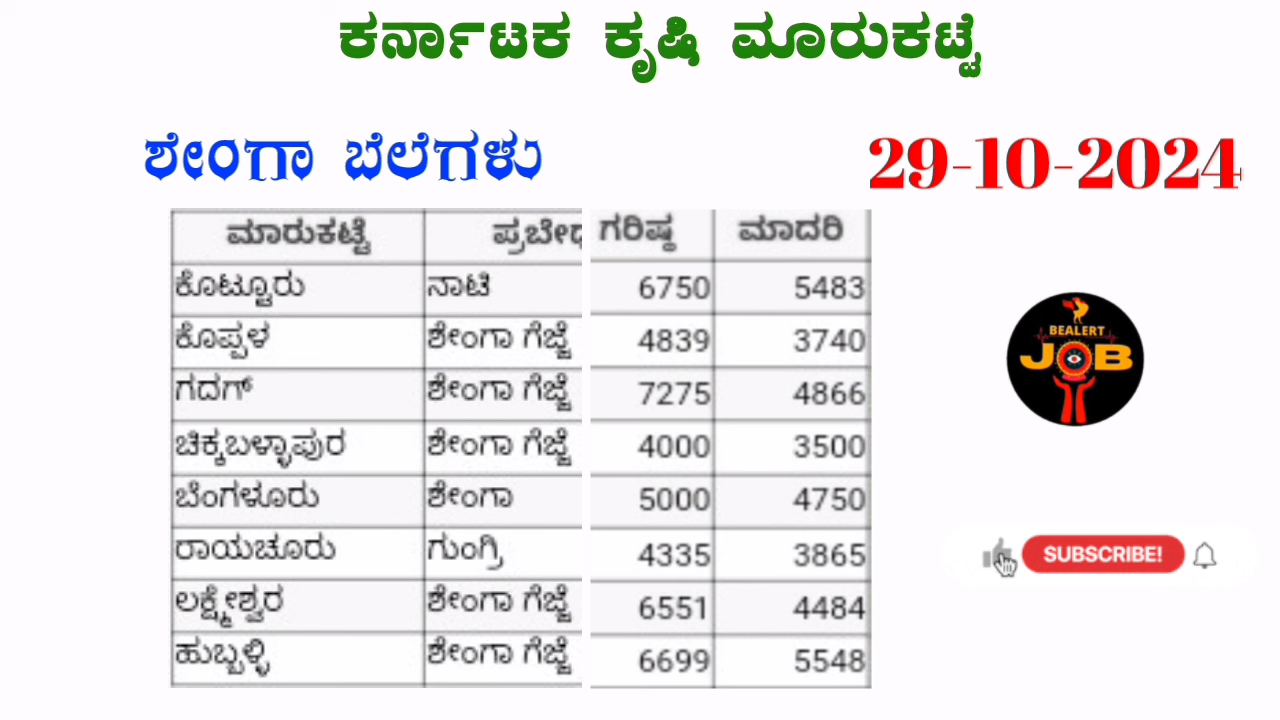 ಕರ್ನಾಟಕ ಕೃಷಿ ಮಾರುಕಟ್ಟೆ
ಶೇಂಗಾ ಬೆಲೆಗಳು 29-10-2024
ಮಾರುಕಟ್ಟೆ ಪ್ರಬೇಧ ಗರಿಷ್ಠ ಮಾದರಿ
ಕೊಟ್ಟೂರು ನಾಟಿ 6750 5483
ಕೊಪ್ಪಳ ಶೇಂಗಾ ಗೆಜ್ಜೆ 4839 3740
ಗದಗ್ ಶೇಂಗಾ ಗೆಜ್ಜೆ 7275 4866
ಚಿಕ್ಕಬಳ್ಳಾಪುರ ಶೇಂಗಾ ಗೆಜ್ಜೆ 4000 3500
ಬೆಂಗಳೂರು ಶೇಂಗಾ 5000 4750
ರಾಯಚೂರು ಗುಂಗ್ರಿ 4335 3865
ಲಕ್ಷ್ಮೇಶ್ವರ ಶೇಂಗಾ ಗೆಜ್ಜೆ 6551 4484
ಹುಬ್ಬಳ್ಳಿ ಶೇಂಗಾ ಗೆಜ್ಜೆ 6699 5548
BEALERT
JOB
SUBSCRIBE!